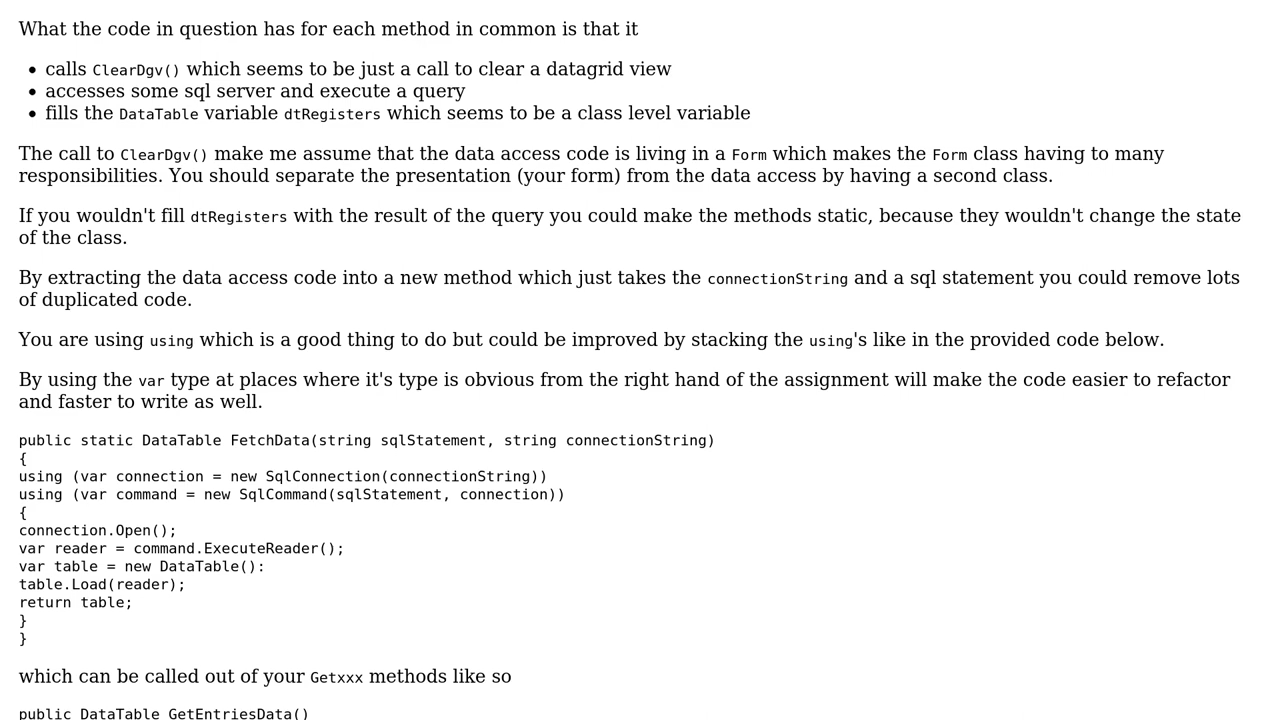 What the code in question has for each method in common is that it
• calls ClearDgv() which seems to be just a call to clear a datagrid view
• accesses some sql server and execute a query
• fills the DataTable variable dtRegisters which seems to be a class level variable
The call to ClearDgv() make me assume that the data access code is living in a Form which makes the Form class having to many
responsibilities. You should separate the presentation (your form) from the data access by having a second class.
If you wouldn't fill dtRegisters with the result of the query you could make the methods static, because they wouldn't change the state
of the class.
By extracting the data access code into a new method which just takes the connectionString and a sql statement you could remove lots
of duplicated code.
You are using using which is a good thing to do but could be improved by stacking the using's like in the provided code below.
By using the var type at places where it's type is obvious from the right hand of the assignment will make the code easier to refactor
and faster to write as well.
public static DataTable FetchData(string sqlStatement, string connectionString)
{
using (var connection = new SqlConnection(connectionString))
using (var command = new SqlCommand(sqlStatement, connection))
{
connection.Open();
var reader = command.ExecuteReader();
var table = new DataTable():
table.Load(reader);
return table;
}
}
which can be called out of your Getxxx methods like so
public DataTable GetEntriesData()